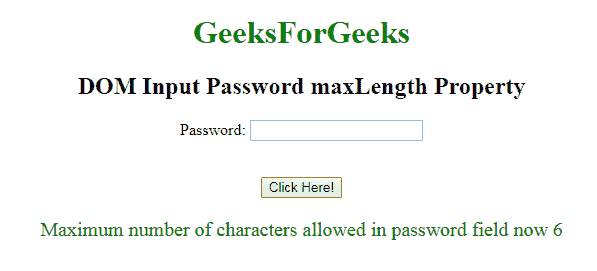 GeeksForGeeks
DOM Input Password maxLength Property
Password:
Click Here!
Maximum number of characters allowed in password field now 6